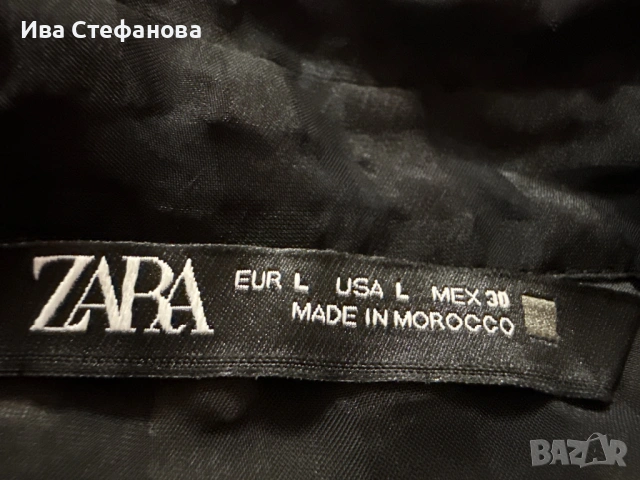 Ива Стефанова
ZARA
EUR L USA L MEX 30
MADE IN MOROCCO
BAZAR